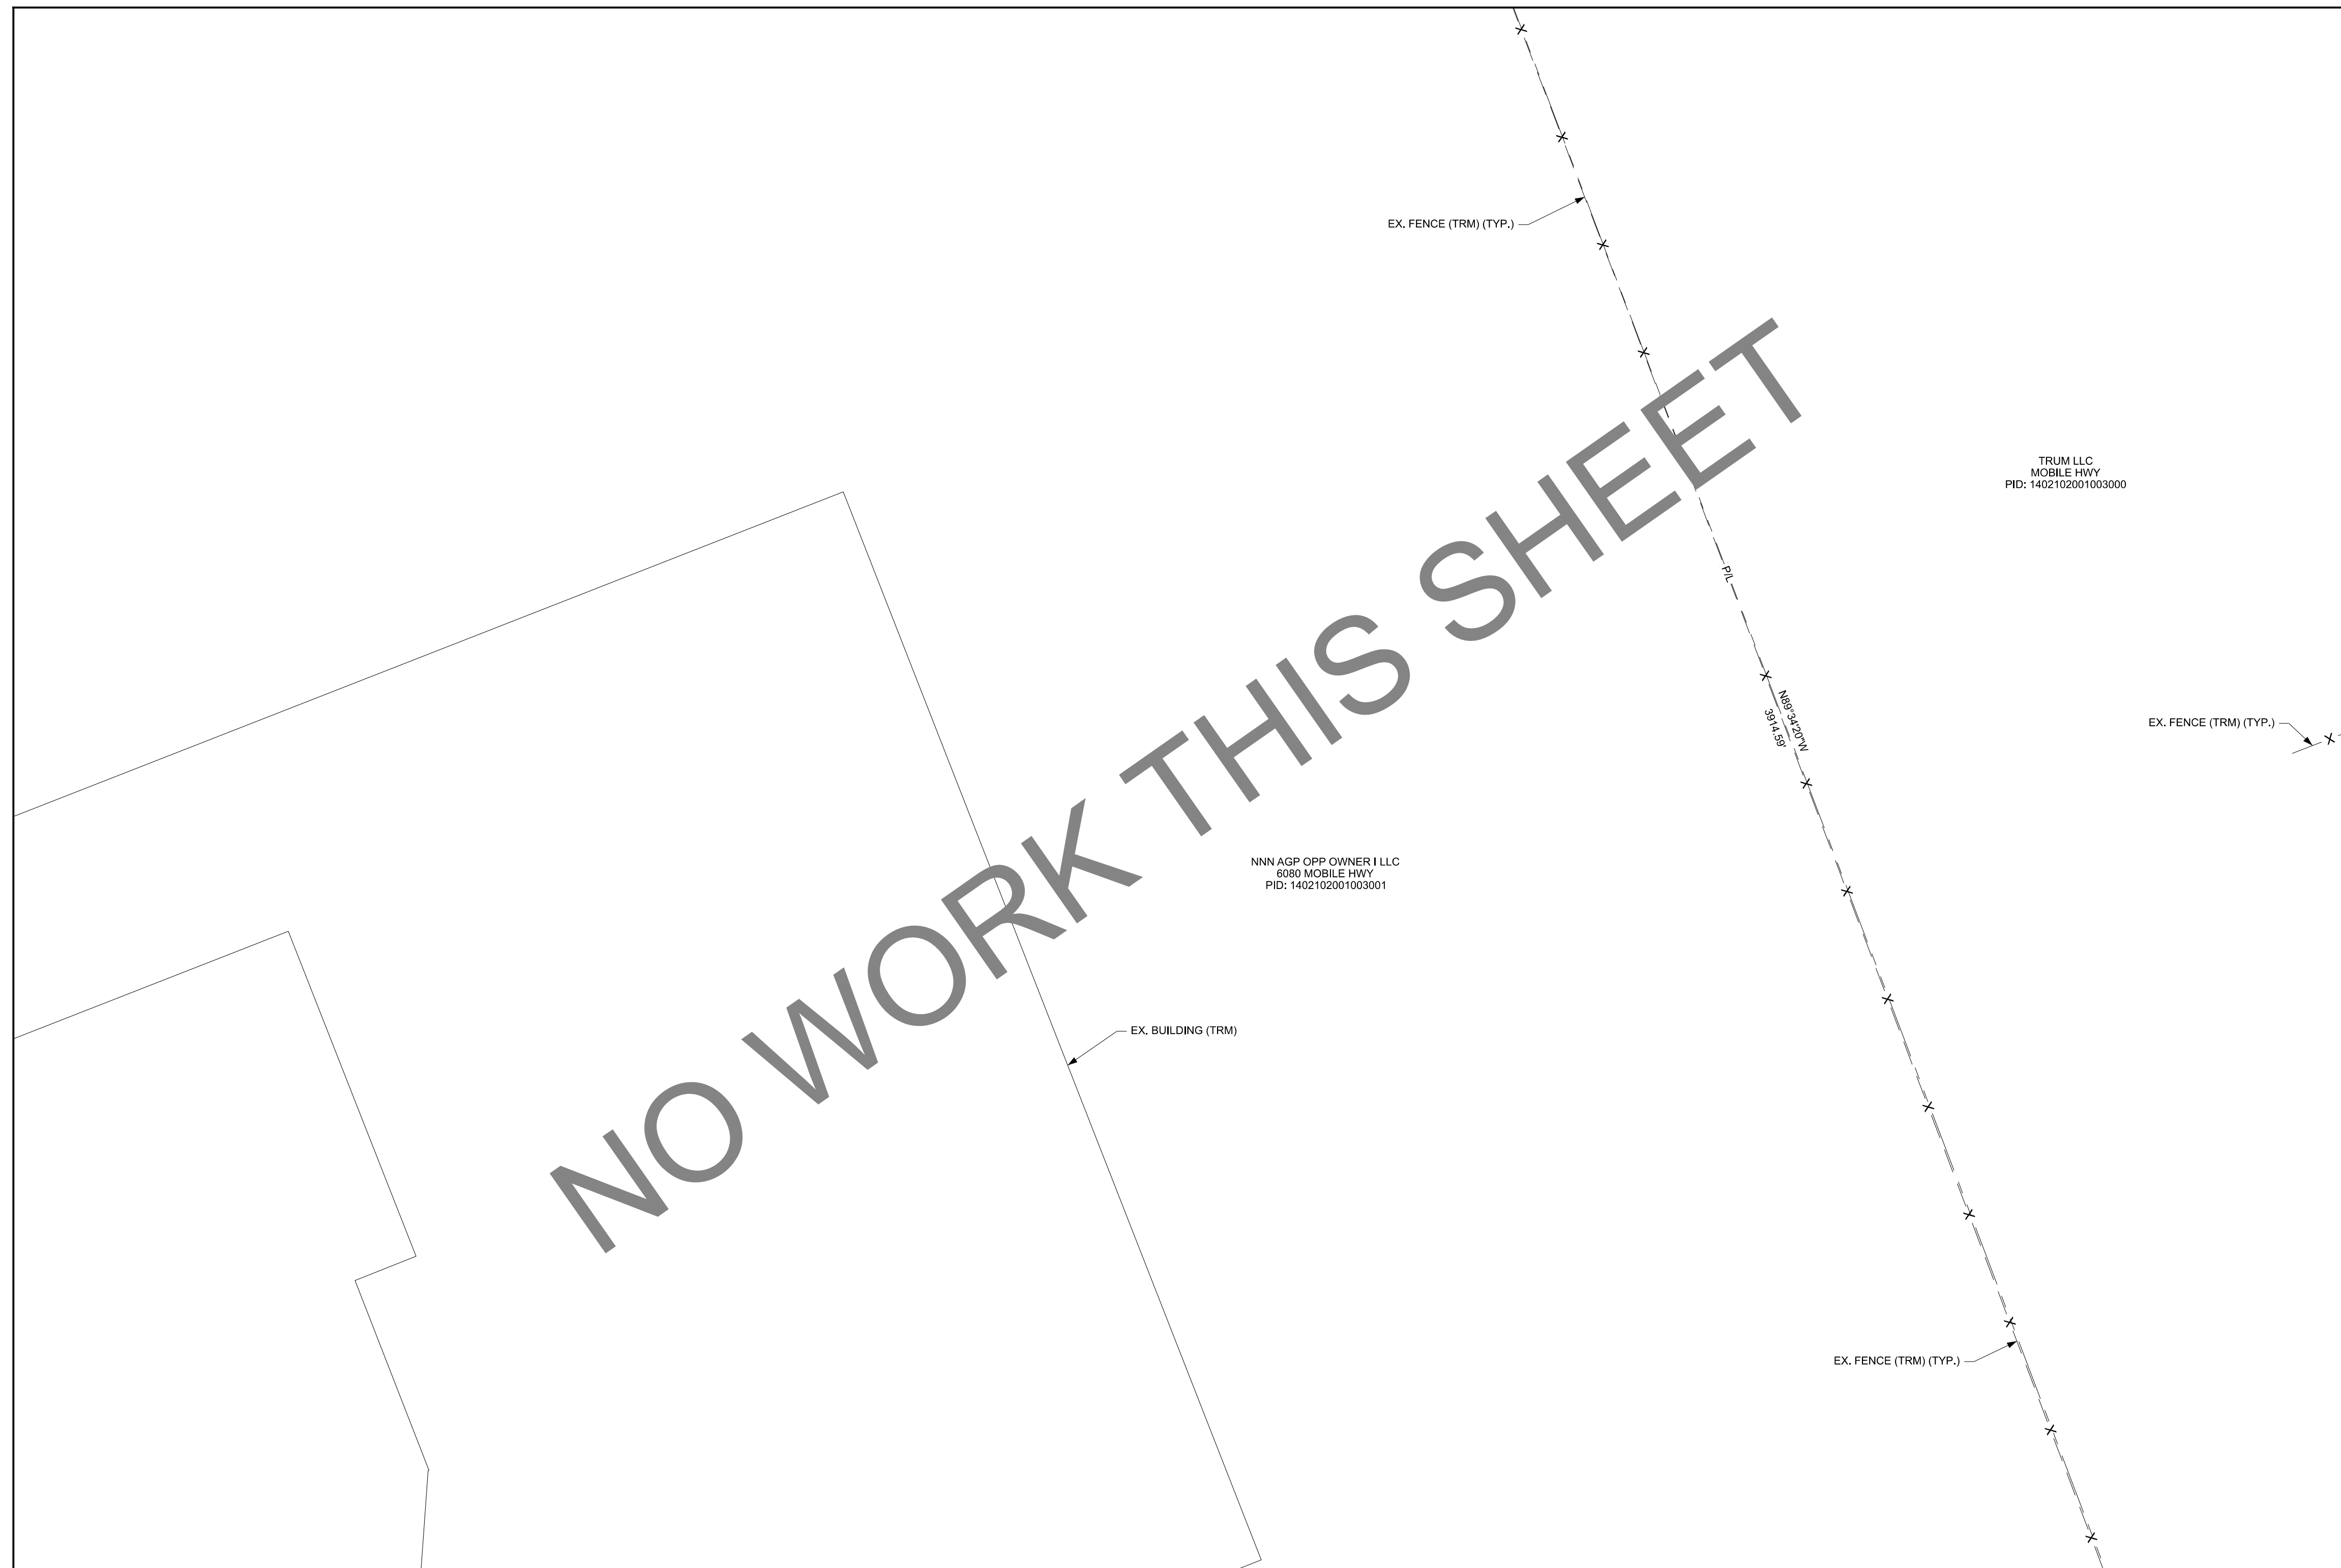 EX. FENCE (TRM) (TYP.)
TRUM LLC
MOBILE HWY
PID: 1402102001003000
P/L
N89°34'20"W
3914.59'
EX. FENCE (TRM) (TYP.)
NO WORK THIS SHEET
NNN AGP OPP OWNER I LLC
6080 MOBILE HWY
PID: 1402102001003001
EX. BUILDING (TRM)
EX. FENCE (TRM) (TYP.)